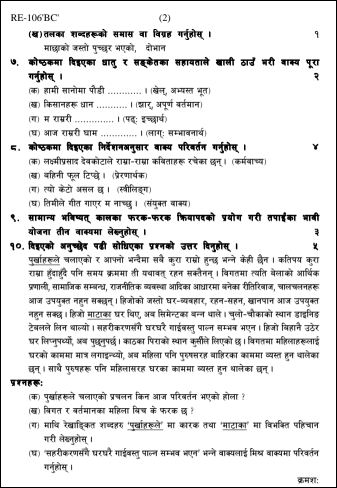 RE-106'BC' (2)
(ख) तलका शब्दहरूको समास वा विग्रह गर्नुहोस् । १
माछाको जस्तो पुच्छर भएको, दोभान
७. कोष्ठकमा दिइएका धातु र सङ्केतका सहायताले खाली ठाउँ भरी वाक्य पूरा
गर्नुहोस् । २
(क) हामी सानोमा पौडी ............ । (खेल्, अभ्यस्त भूत)
(ख) किसानहरू धान ............ । (झार्, अपूर्ण वर्तमान)
(ग) म राम्ररी .............. । (पढ्: इच्छार्थ)
(घ) आज राम्ररी घाम .............. । (लाग्: सम्भावनार्थ)
८. कोष्ठकमा दिइएका निर्देशनअनुसार वाक्य परिवर्तन गर्नुहोस् । ४
(क) लक्ष्मीप्रसाद देवकोटाले राम्रा-राम्रा कविताहरू रचेका छन् । (कर्मवाच्य)
(ख) बहिनी फूल टिप्छे । (प्रेरणार्थक)
(ग) त्यो केटो असल छ । (स्त्रीलिङ्ग)
(घ) तिमीले गीत गाएर म नाच्छु । (संयुक्त वाक्य)
९. सामान्य भविष्यत् कालका फरक-फरक क्रियापदको प्रयोग गरी तपाईंका भावी
योजना तीन वाक्यमा लेख्नुहोस् । ३
१०. दिइएको अनुच्छेद पढी सोधिएका प्रश्नको उत्तर दिनुहोस् । ५
पुर्खाहरूले चलाएको र आफ्नो भन्दैमा सबै कुरा राम्रो हुन्छ भन्ने केही छैन । कतिपय कुरा
राम्रा हुँदाहुँदै पनि समय क्रममा ती यथावत् रहन सक्तैनन् । विगतमा त्यति बेलाको आर्थिक
प्रणाली, सामाजिक सम्बन्ध, राजनीतिक व्यवस्था आदिका आधारमा बनेका रीतिरिवाज, चालचलनहरू
आज उपयुक्त नहुन सक्छन् । हिजोको जस्तो घर-व्यवहार, रहन-सहन, खानपान आज उपयुक्त
नहुन सक्छ । हिजो माटाका घर थिए, अब सिमेन्टका बन्न थाले । चुलो-चौकाको स्थान डाइनिङ
टेबलले लिन थाल्यो । सहरीकरणसँगै घरघरै गाईवस्तु पाल्न सम्भव भएन । हिजो बिहानै उठेर
घर लिप्नुपर्थ्यो, अब पुछ्नुपर्छ । काठका पिराको स्थान कुर्सीले लिएको छ । विगतमा महिलाहरूलाई
घरको काममा मात्र लगाइन्थ्यो, अब महिला पनि पुरुषसरह बाहिरका काममा व्यस्त हुन थालेका
छन् । साथै पुरुषहरू पनि महिलासरह घरका काममा व्यस्त हुन थालेका छन् ।
प्रश्नहरू:
(क) पुर्खाहरूले चलाएको प्रचलन किन आज परिवर्तन भएको होला ?
(ख) विगत र वर्तमानका महिला बिच के फरक छ ?
(ग) माथि रेखाङ्कित शब्दहरू 'पुर्खाहरूले' मा कारक तथा 'माटाका' मा विभक्ति पहिचान
गरी लेख्नुहोस् ।
(घ) 'सहरीकरणसँगै घरघरै गाईवस्तु पाल्न सम्भव भएन' भन्ने वाक्यलाई मिश्र वाक्यमा परिवर्तन
गर्नुहोस् ।
क्रमश: